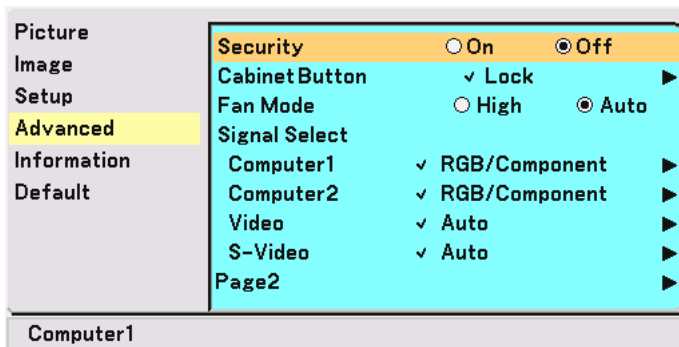 Picture
Image
Setup
Advanced
Information
Default
Security On Off
Cabinet Button Lock
Fan Mode High Auto
Signal Select
Computer1 RGB/Component
Computer2 RGB/Component
Video Auto
S-Video Auto
Page2
Computer1